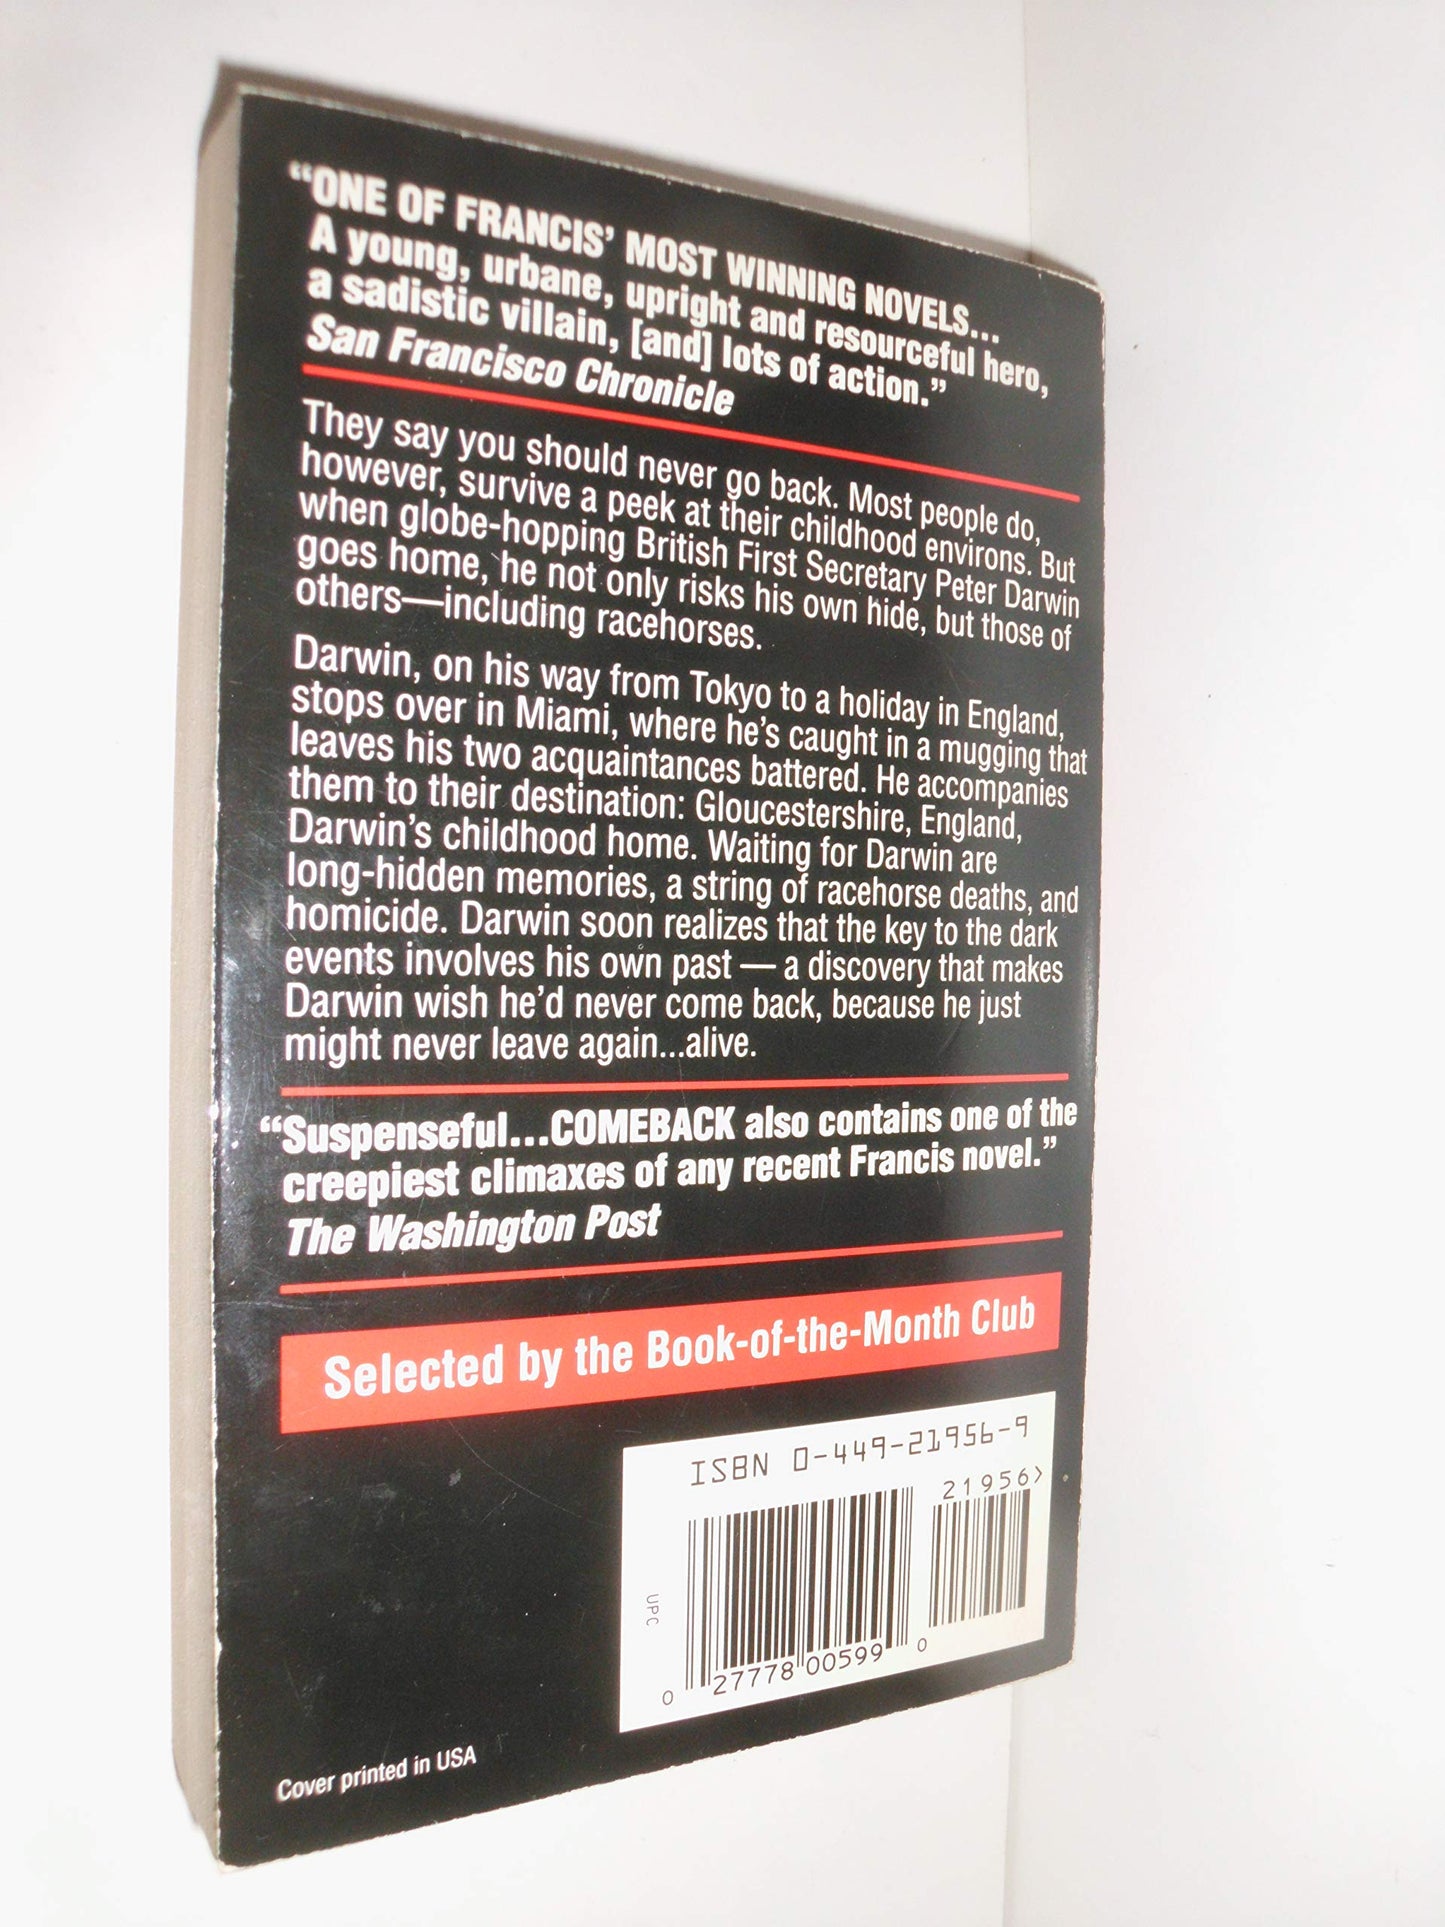 “ONE OF FRANCIS’ MOST WINNING NOVELS...
A young, urbane, upright and resourceful hero,
a sadistic villain, [and] lots of action.”
San Francisco Chronicle
They say you should never go back. Most people do,
however, survive a peek at their childhood environs. But
when globe-hopping British First Secretary Peter Darwin
goes home, he not only risks his own hide, but those of
others—including racehorses.
Darwin, on his way from Tokyo to a holiday in England,
stops over in Miami, where he’s caught in a mugging that
leaves his two acquaintances battered. He accompanies
them to their destination: Gloucestershire, England,
Darwin’s childhood home. Waiting for Darwin are
long-hidden memories, a string of racehorse deaths, and
homicide. Darwin soon realizes that the key to the dark
events involves his own past — a discovery that makes
Darwin wish he’d never come back, because he just
might never leave again...alive.
“Suspenseful...COMEBACK also contains one of the
creepiest climaxes of any recent Francis novel.”
The Washington Post
Selected by the Book-of-the-Month Club
ISBN 0-449-21956-9
21956>
UPC
0 27778 00599 0
Cover printed in USA